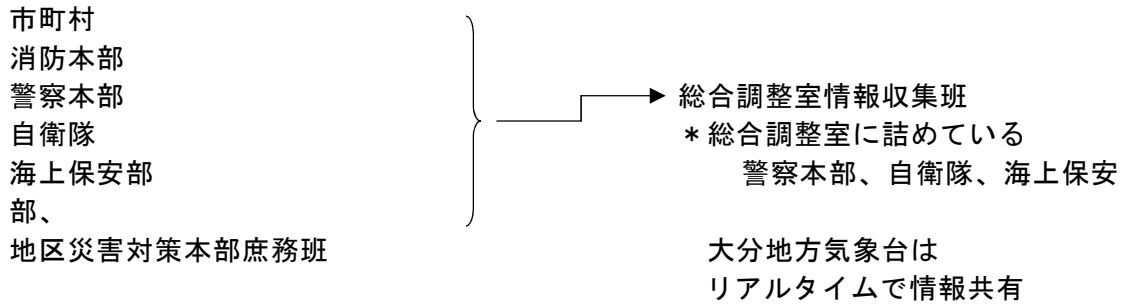 市町村
消防本部
警察本部
自衛隊
海上保安部
部、
地区災害対策本部庶務班
総合調整室情報収集班
＊総合調整室に詰めている
警察本部、自衛隊、海上保安
大分地方気象台は
リアルタイムで情報共有